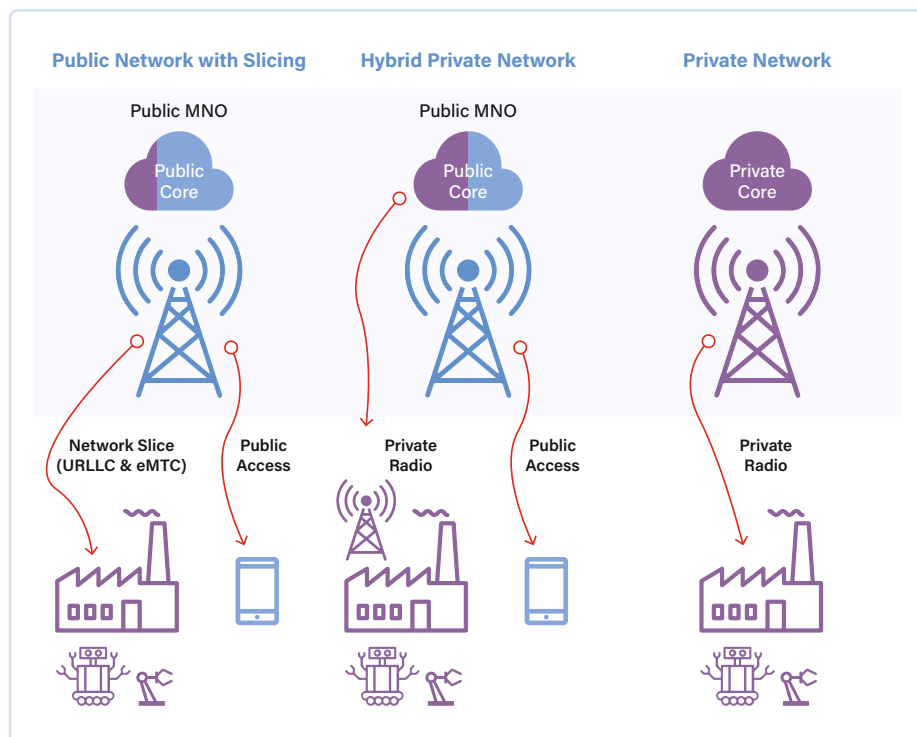 Public Network with Slicing
Hybrid Private Network
Private Network
Public MNO
Public MNO
Public
Core
Public
Core
Private
Core
Network Slice
(URLLC & eMTC)
Public
Access
Private
Radio
Public
Access
Private
Radio